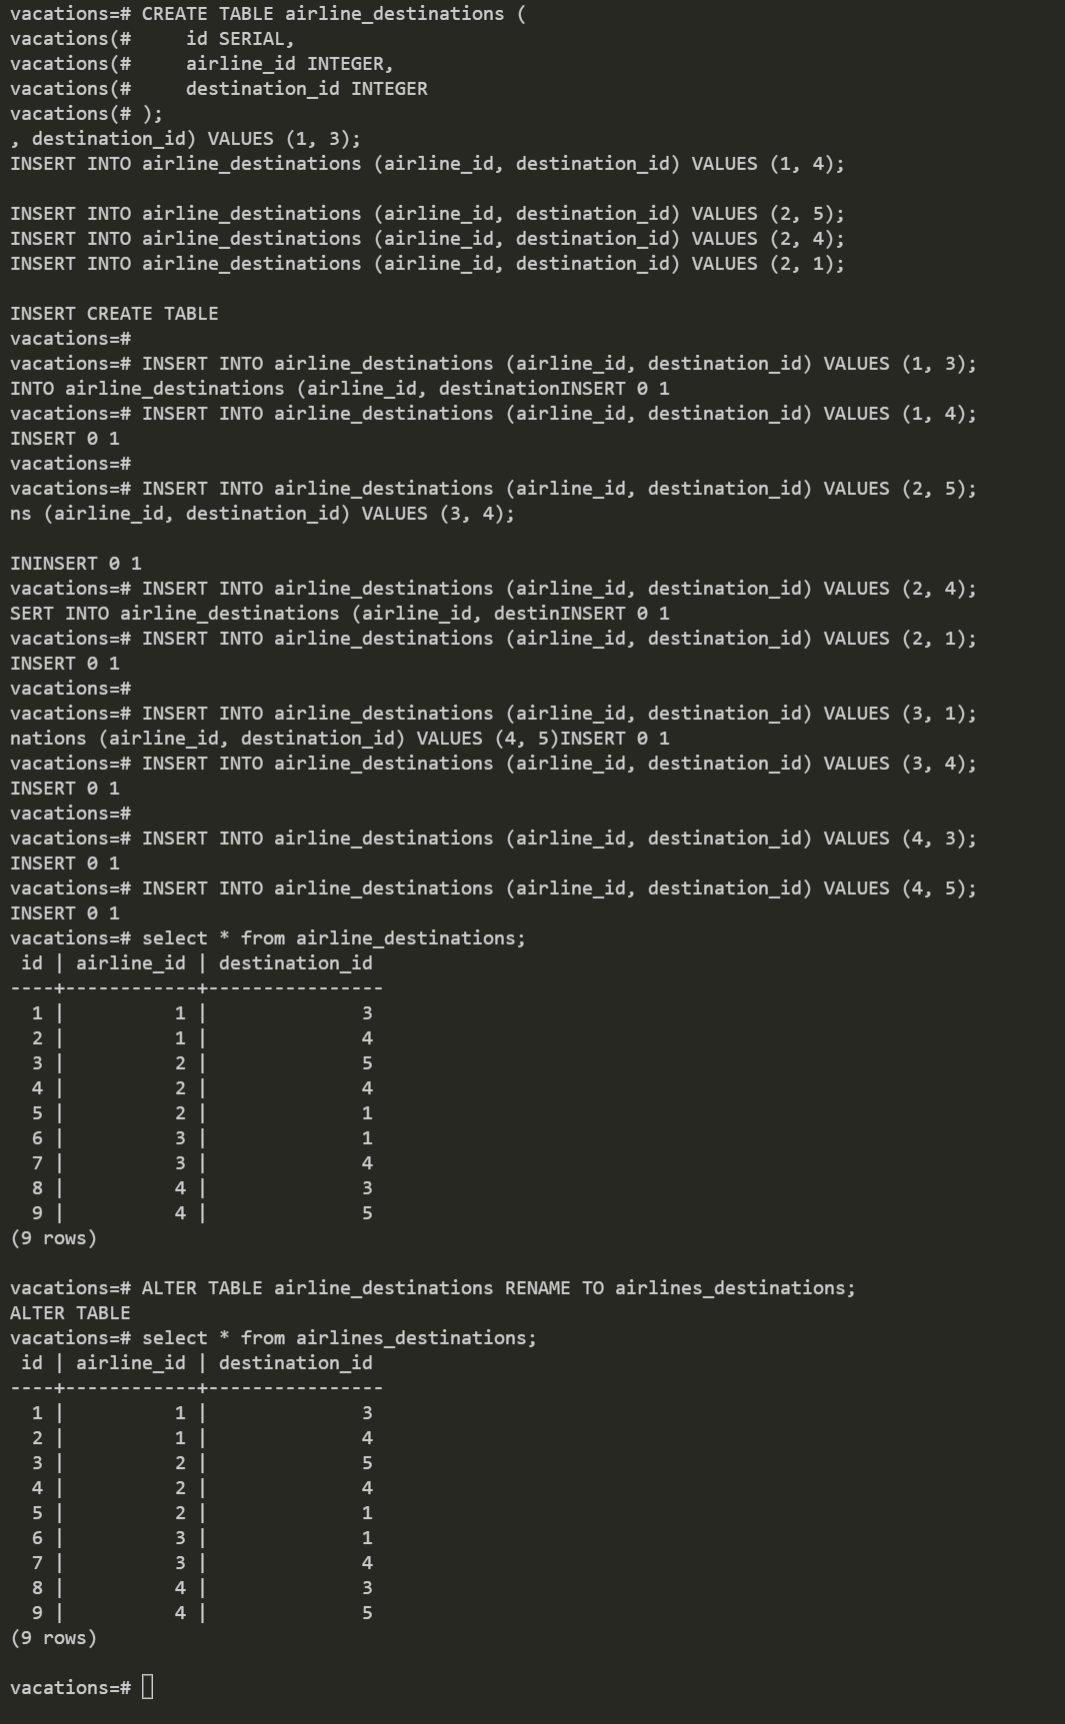 vacations=# CREATE TABLE airline_destinations (
vacations(#     id SERIAL,
vacations(#     airline_id INTEGER,
vacations(#     destination_id INTEGER
vacations(# );
, destination_id) VALUES (1, 3);
INSERT INTO airline_destinations (airline_id, destination_id) VALUES (1, 4);

INSERT INTO airline_destinations (airline_id, destination_id) VALUES (2, 5);
INSERT INTO airline_destinations (airline_id, destination_id) VALUES (2, 4);
INSERT INTO airline_destinations (airline_id, destination_id) VALUES (2, 1);

INSERT CREATE TABLE
vacations=#
vacations=# INSERT INTO airline_destinations (airline_id, destination_id) VALUES (1, 3);
INTO airline_destinations (airline_id, destinationINSERT 0 1
vacations=# INSERT INTO airline_destinations (airline_id, destination_id) VALUES (1, 4);
INSERT 0 1
vacations=#
vacations=# INSERT INTO airline_destinations (airline_id, destination_id) VALUES (2, 5);
ns (airline_id, destination_id) VALUES (3, 4);

ININSERT 0 1
vacations=# INSERT INTO airline_destinations (airline_id, destination_id) VALUES (2, 4);
SERT INTO airline_destinations (airline_id, destinINSERT 0 1
vacations=# INSERT INTO airline_destinations (airline_id, destination_id) VALUES (2, 1);
INSERT 0 1
vacations=#
vacations=# INSERT INTO airline_destinations (airline_id, destination_id) VALUES (3, 1);
nations (airline_id, destination_id) VALUES (4, 5)INSERT 0 1
vacations=# INSERT INTO airline_destinations (airline_id, destination_id) VALUES (3, 4);
INSERT 0 1
vacations=#
vacations=# INSERT INTO airline_destinations (airline_id, destination_id) VALUES (4, 3);
INSERT 0 1
vacations=# INSERT INTO airline_destinations (airline_id, destination_id) VALUES (4, 5);
INSERT 0 1
vacations=# select * from airline_destinations;
 id | airline_id | destination_id
----+------------+----------------
  1 |          1 |              3
  2 |          1 |              4
  3 |          2 |              5
  4 |          2 |              4
  5 |          2 |              1
  6 |          3 |              1
  7 |          3 |              4
  8 |          4 |              3
  9 |          4 |              5
(9 rows)

vacations=# ALTER TABLE airline_destinations RENAME TO airlines_destinations;
ALTER TABLE
vacations=# select * from airlines_destinations;
 id | airline_id | destination_id
----+------------+----------------
  1 |          1 |              3
  2 |          1 |              4
  3 |          2 |              5
  4 |          2 |              4
  5 |          2 |              1
  6 |          3 |              1
  7 |          3 |              4
  8 |          4 |              3
  9 |          4 |              5
(9 rows)

vacations=#